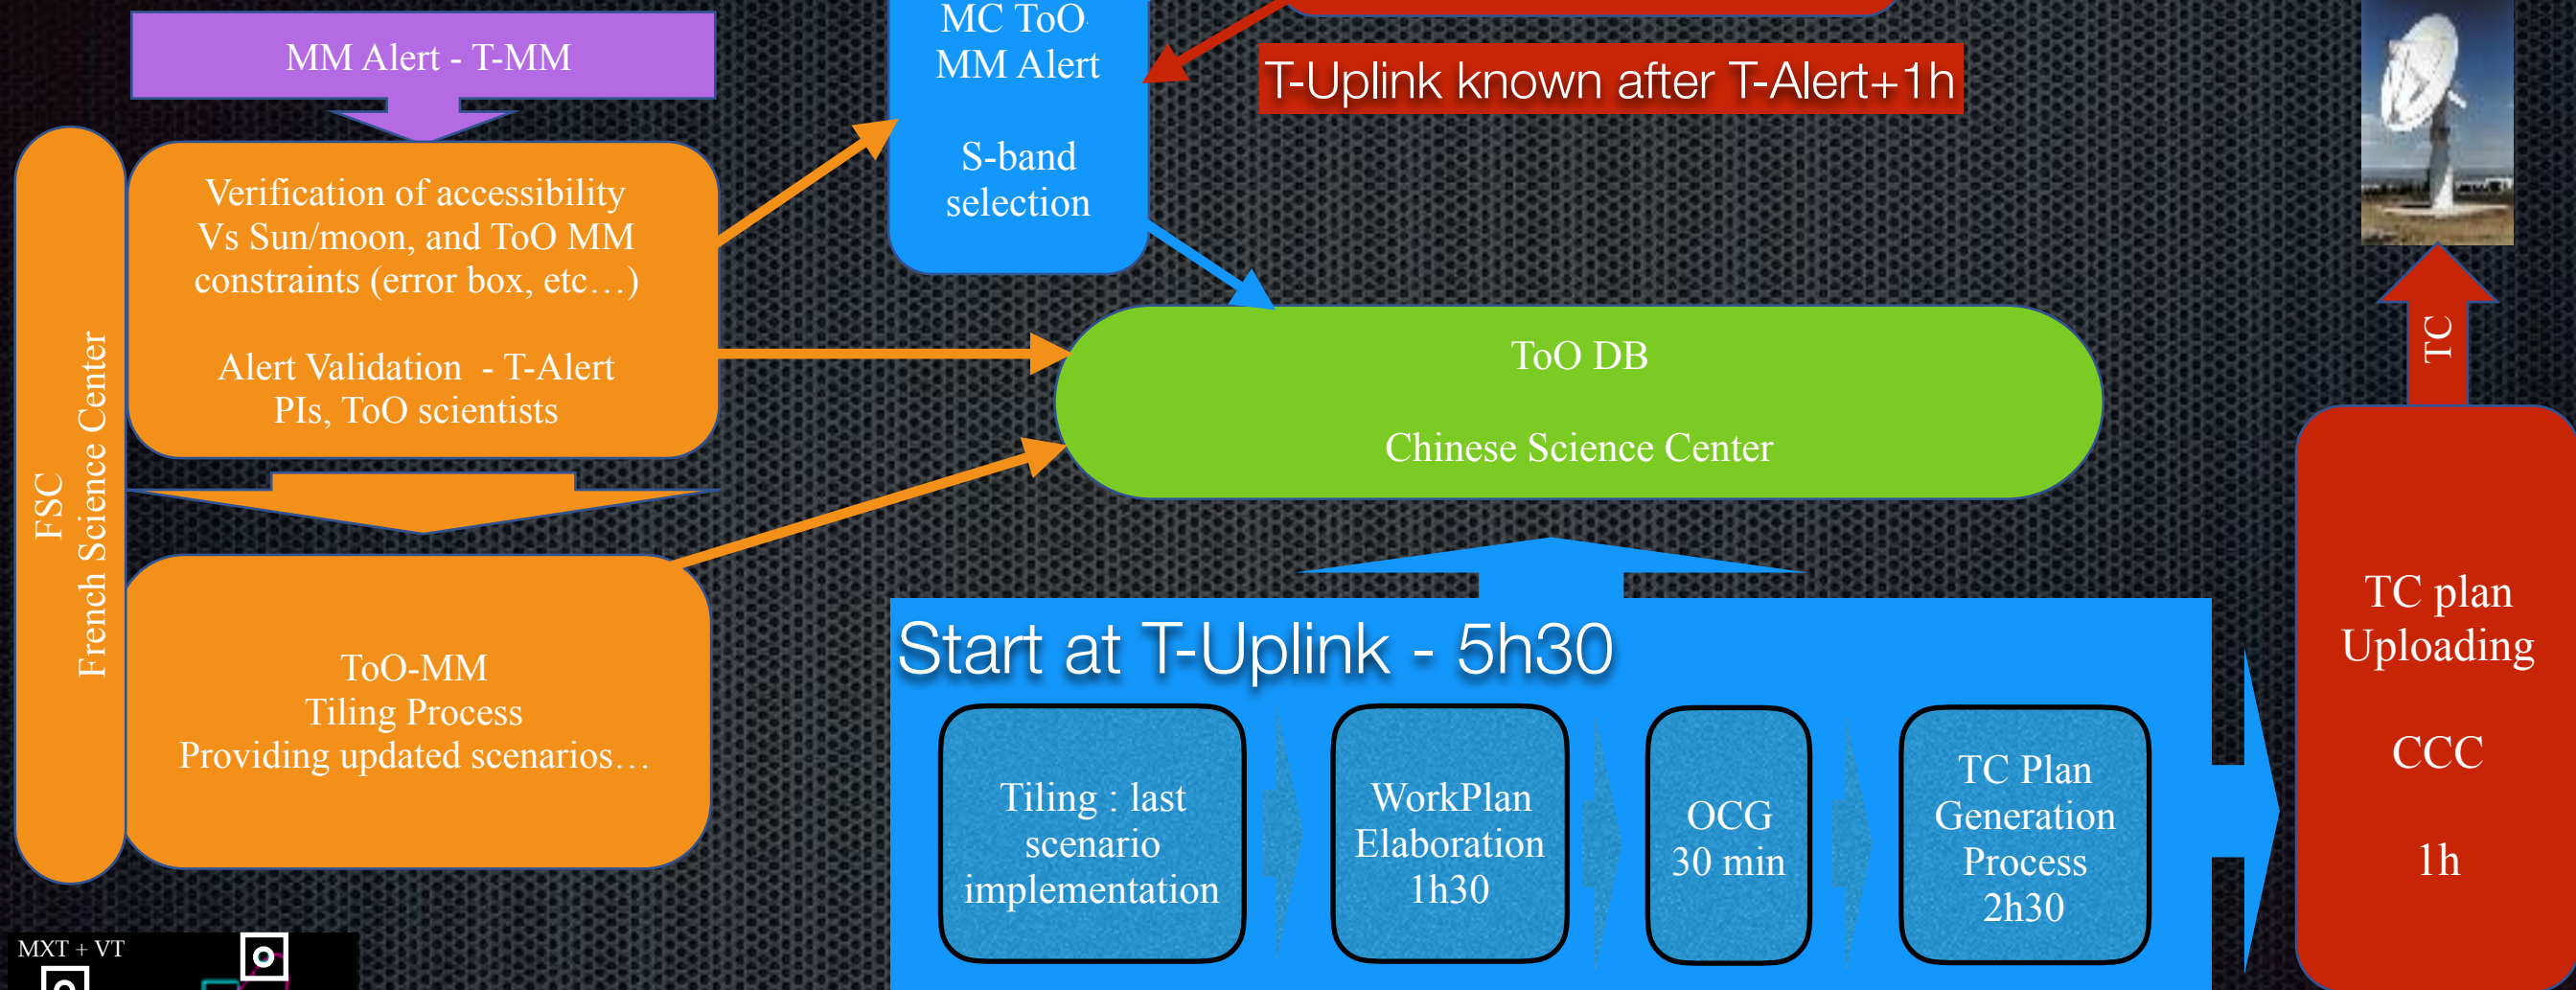 MM Alert - T-MM
FSC
French Science Center
Verification of accessibility
Vs Sun/moon, and ToO MM
constraints (error box, etc…)
Alert Validation - T-Alert
PIs, ToO scientists
ToO-MM
Tiling Process
Providing updated scenarios…
MC ToO
MM Alert
S-band
selection
T-Uplink known after T-Alert+1h
ToO DB
Chinese Science Center
Start at T-Uplink - 5h30
Tiling : last
scenario
implementation
WorkPlan
Elaboration
1h30
OCG
30 min
TC Plan
Generation
Process
2h30
TC
TC plan
Uploading
CCC
1h
MXT + VT